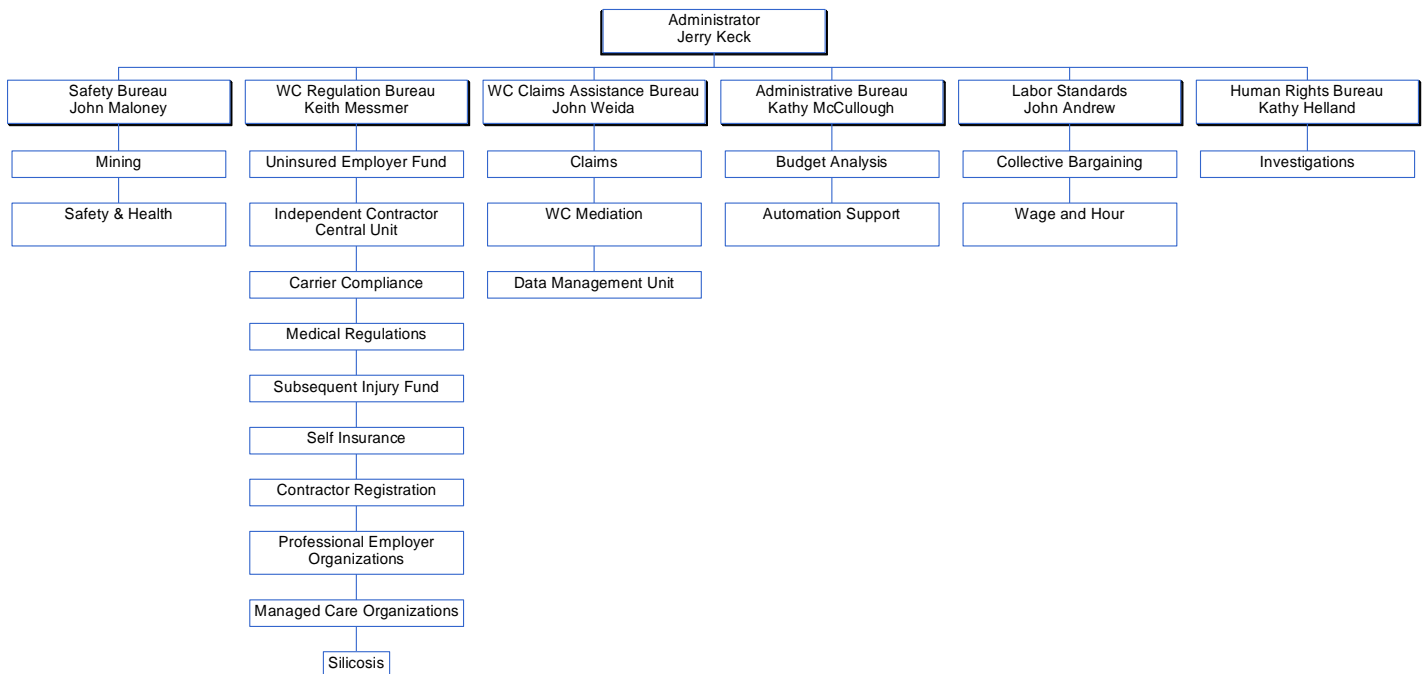 Administrator
Jerry Keck
Safety Bureau
John Maloney
WC Regulation Bureau
Keith Messmer
WC Claims Assistance Bureau
John Weida
Administrative Bureau
Kathy McCullough
Labor Standards
John Andrew
Human Rights Bureau
Kathy Helland
Mining
Safety & Health
Uninsured Employer Fund
Independent Contractor
Central Unit
Carrier Compliance
Medical Regulations
Subsequent Injury Fund
Self Insurance
Contractor Registration
Professional Employer
Organizations
Managed Care Organizations
Silicosis
Claims
WC Mediation
Data Management Unit
Budget Analysis
Automation Support
Collective Bargaining
Wage and Hour
Investigations